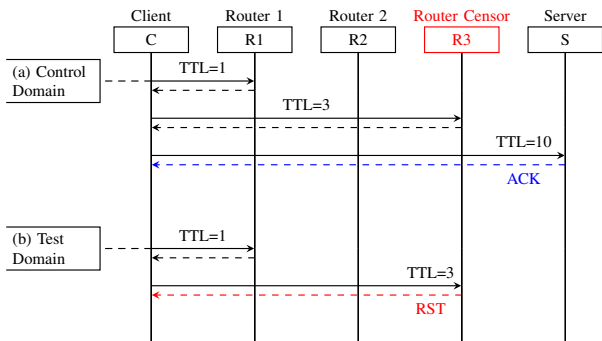 Client Router 1 Router 2 Router Censor Server
C R1 R2 R3 S
(a) Control
Domain
TTL=1
TTL=3
TTL=10
ACK
(b) Test
Domain
TTL=1
TTL=3
RST